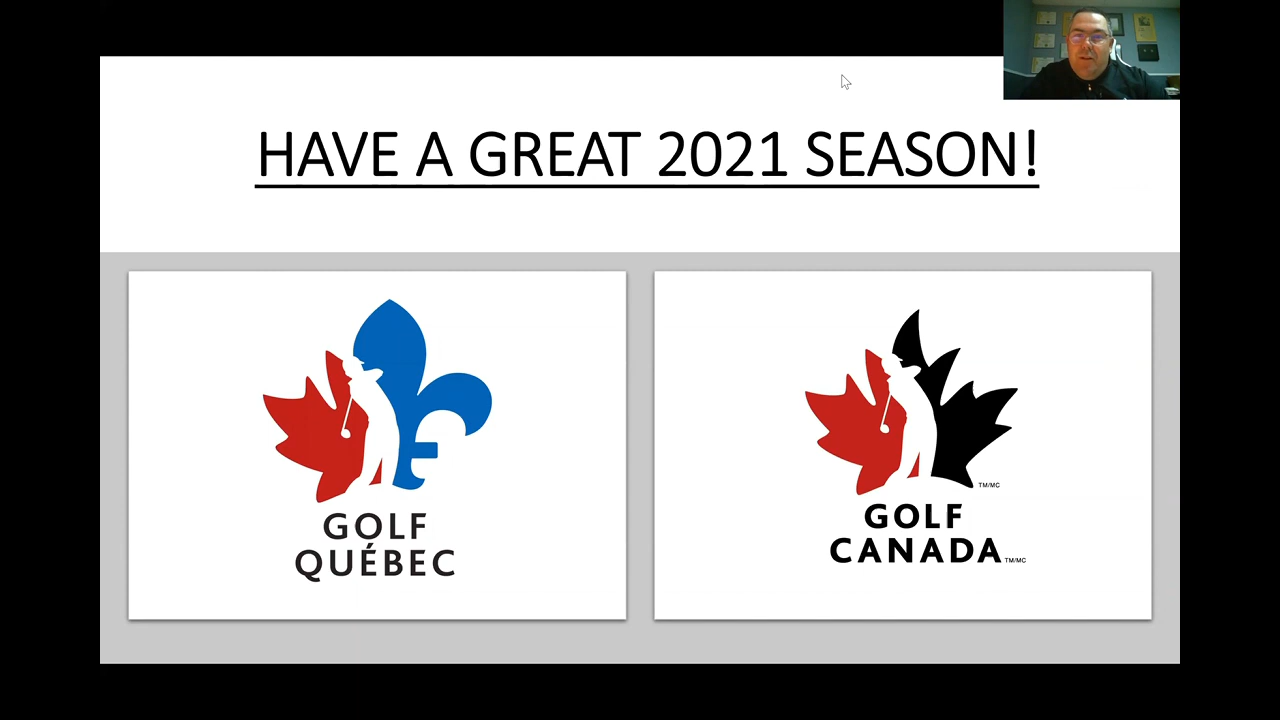 HAVE A GREAT 2021 SEASON!
GOLF
QUÉBEC
TM/MC
GOLF
CANADA TM/MC